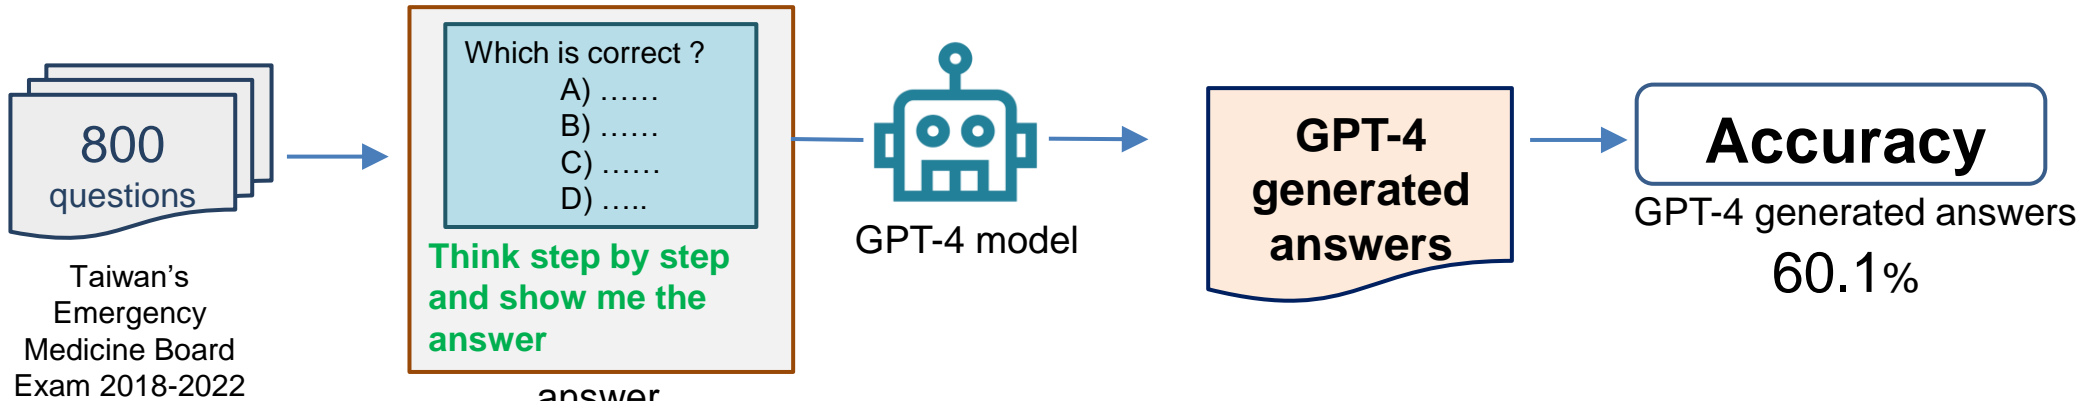 800
questions
Taiwan’s
Emergency
Medicine Board
Exam 2018-2022
Which is correct ?
A) ……
B) ……
C) ……
D) …..
Think step by step
and show me the
answer
answer
GPT-4 model
GPT-4
generated
answers
Accuracy
GPT-4 generated answers
60.1%